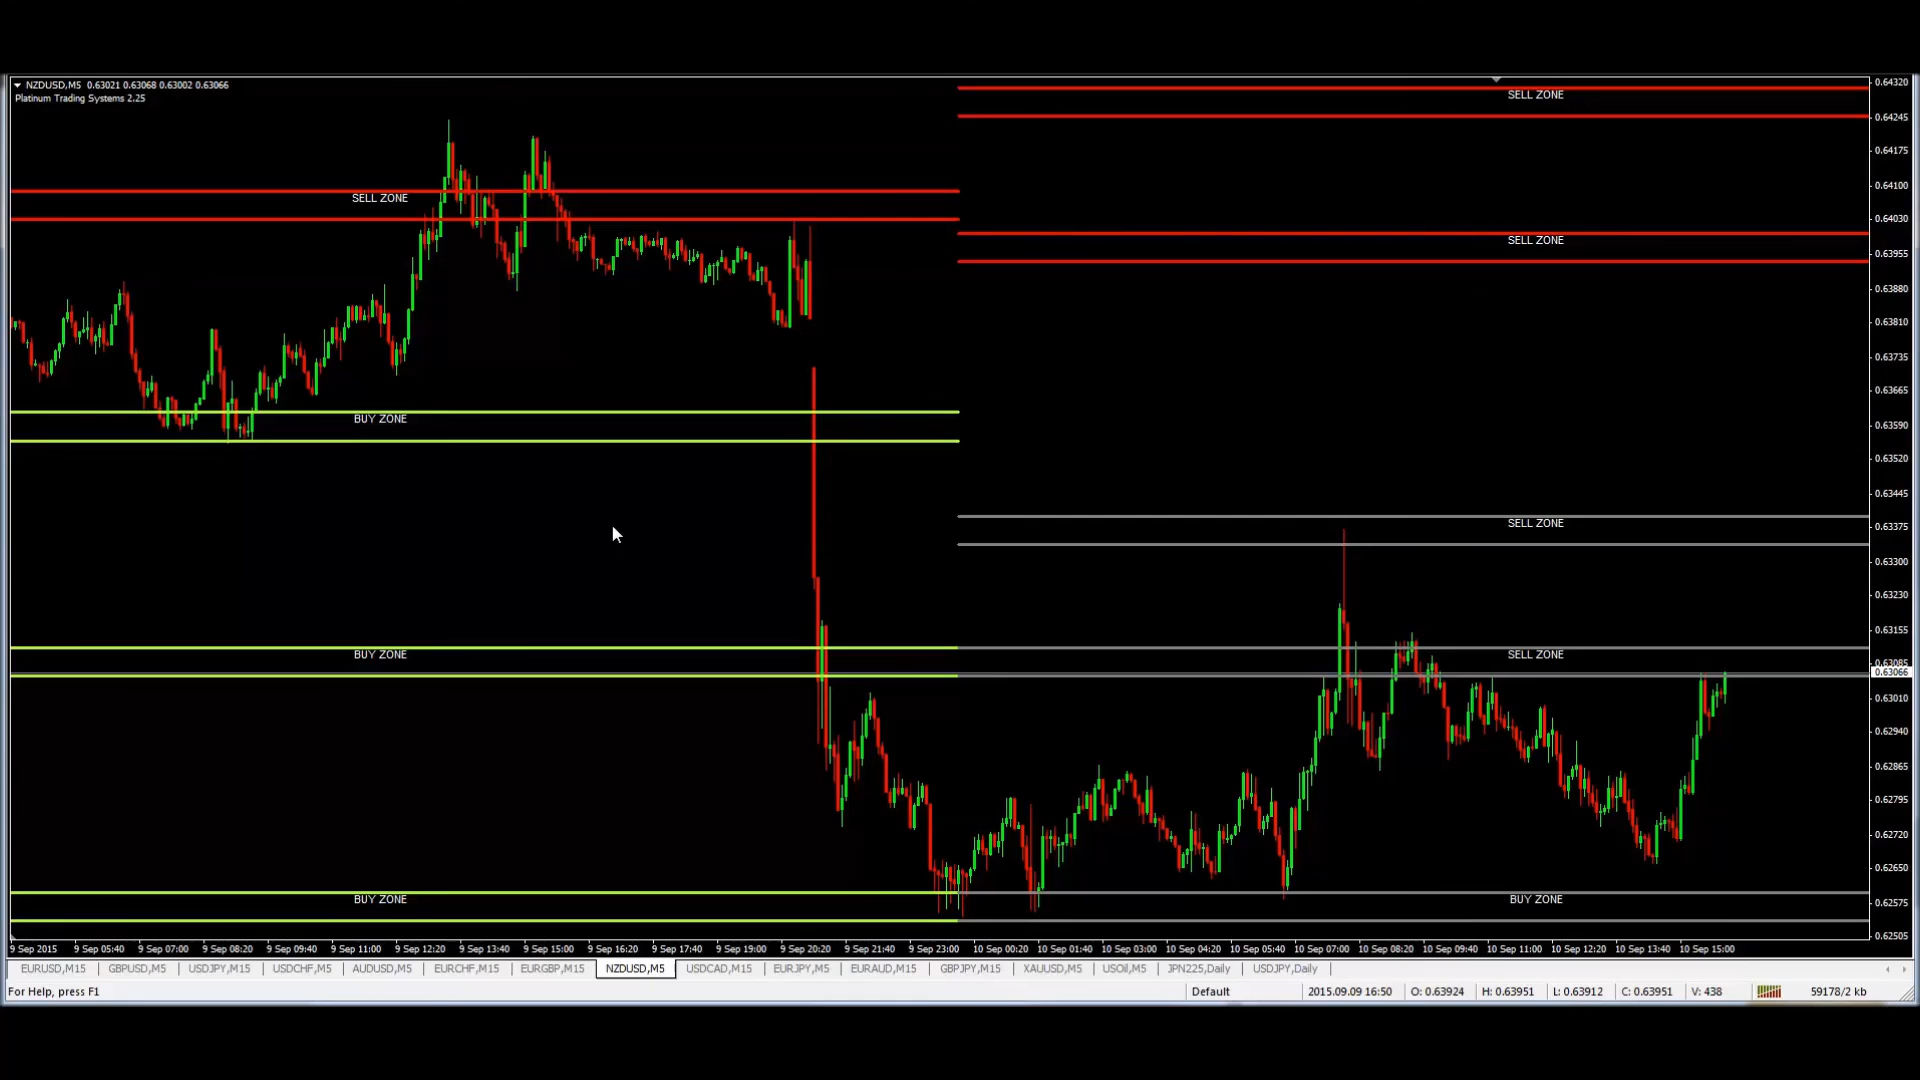 NZDUSD,M5 0.63021 0.63068 0.63002 0.63066
Platinum Trading Systems 2.25
SELL ZONE
SELL ZONE
SELL ZONE
BUY ZONE
SELL ZONE
BUY ZONE
SELL ZONE
BUY ZONE
BUY ZONE
0.64320
0.64245
0.64175
0.64100
0.64030
0.63955
0.63880
0.63810
0.63735
0.63665
0.63590
0.63520
0.63445
0.63375
0.63300
0.63230
0.63155
0.63085
0.63066
0.63010
0.62940
0.62865
0.62795
0.62720
0.62650
0.62575
0.62505
9 Sep 2015 9 Sep 05:40 9 Sep 07:00 9 Sep 08:20 9 Sep 09:40 9 Sep 11:00 9 Sep 12:20 9 Sep 13:40 9 Sep 15:00 9 Sep 16:20 9 Sep 17:40 9 Sep 19:00 9 Sep 20:20 9 Sep 21:40 9 Sep 23:00 10 Sep 00:20 10 Sep 01:40 10 Sep 03:00 10 Sep 04:20 10 Sep 05:40 10 Sep 07:00 10 Sep 08:20 10 Sep 09:40 10 Sep 11:00 10 Sep 12:20 10 Sep 13:40 10 Sep 15:00
EURUSD,M15 GBPUSD,M5 USDJPY,M15 USDCHF,M5 AUDUSD,M5 EURCHF,M15 EURGBP,M15 NZDUSD,M5 USDCAD,M15 EURJPY,M5 EURAUD,M15 GBPJPY,M15 XAUUSD,M5 USOil,M5 JPN225,Daily USDJPY,Daily
For Help, press F1 Default 2015.09.09 16:50 O: 0.63924 H: 0.63951 L: 0.63912 C: 0.63951 V: 438 59178/2 kb